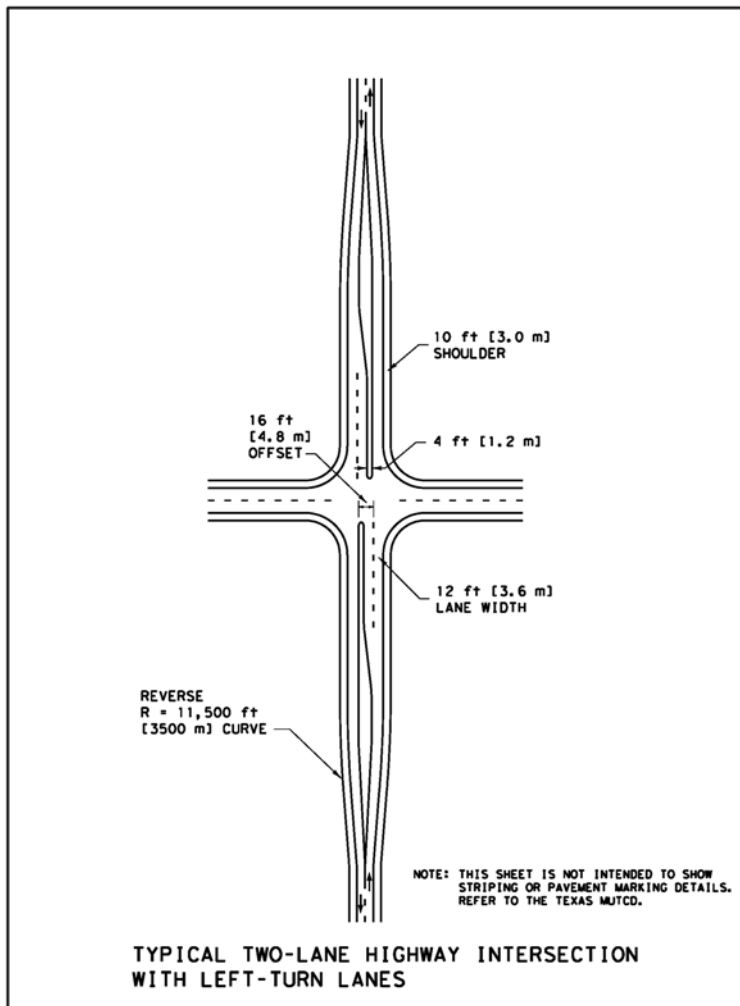 10 ft [3.0 m]
SHOULDER
16 ft
[4.8 m]
OFFSET
4 ft [1.2 m]
12 ft [3.6 m]
LANE WIDTH
REVERSE
R = 11,500 ft
[3500 m] CURVE
NOTE: THIS SHEET IS NOT INTENDED TO SHOW
STRIPING OR PAVEMENT MARKING DETAILS.
REFER TO THE TEXAS MUTCD.
TYPICAL TWO-LANE HIGHWAY INTERSECTION
WITH LEFT-TURN LANES